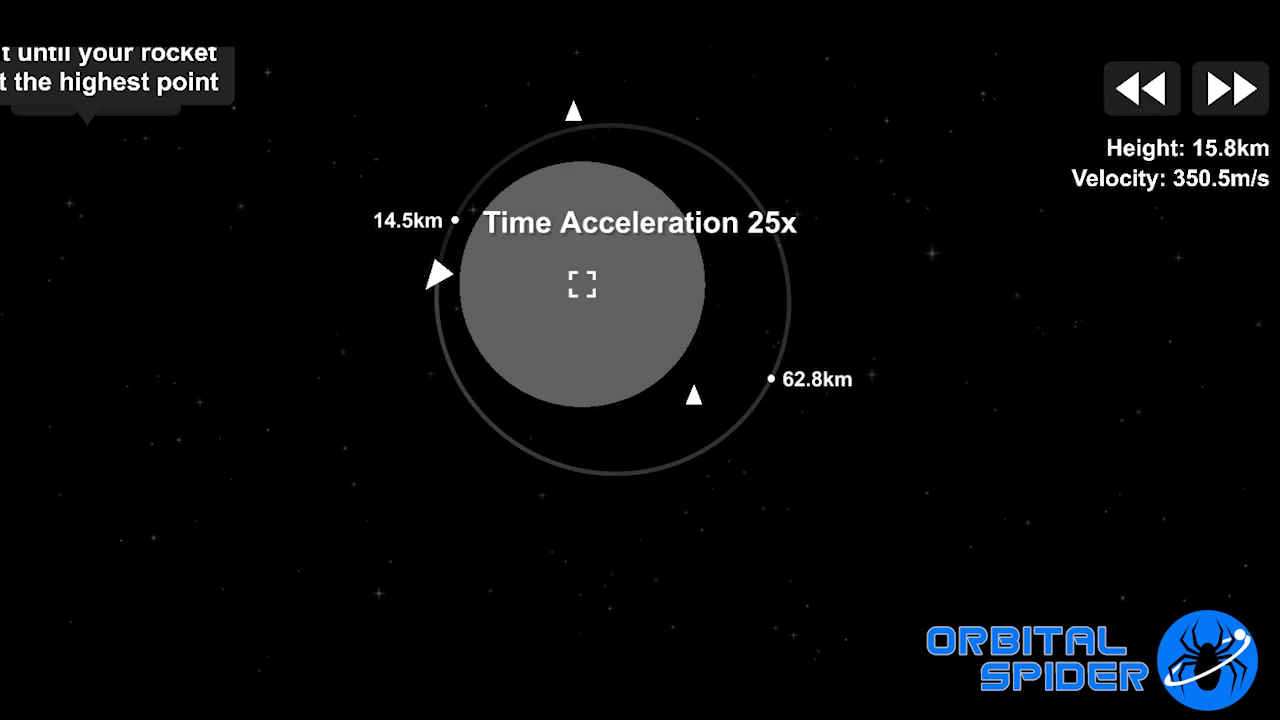 t until your rocket
t the highest point
Height: 15.8km
Velocity: 350.5m/s
14.5km
Time Acceleration 25x
62.8km
ORBITAL
SPIDER